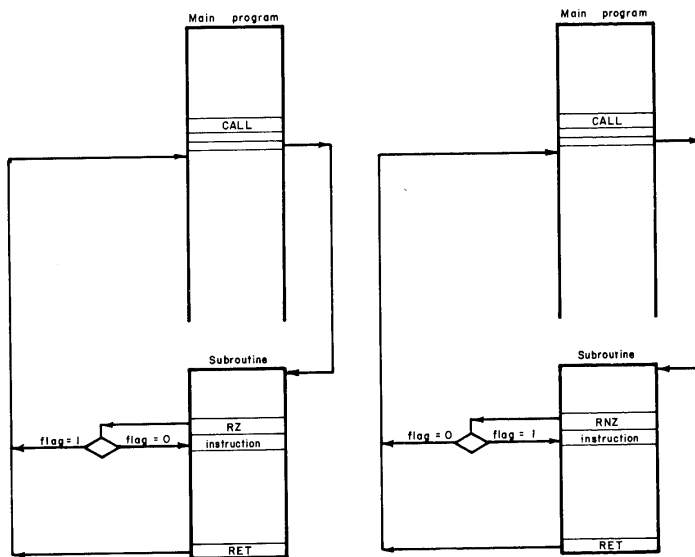 Main program
CALL
Subroutine
RZ
flag=1
flag=0
instruction
RET
Main program
CALL
Subroutine
RNZ
flag=0
flag=1
instruction
RET